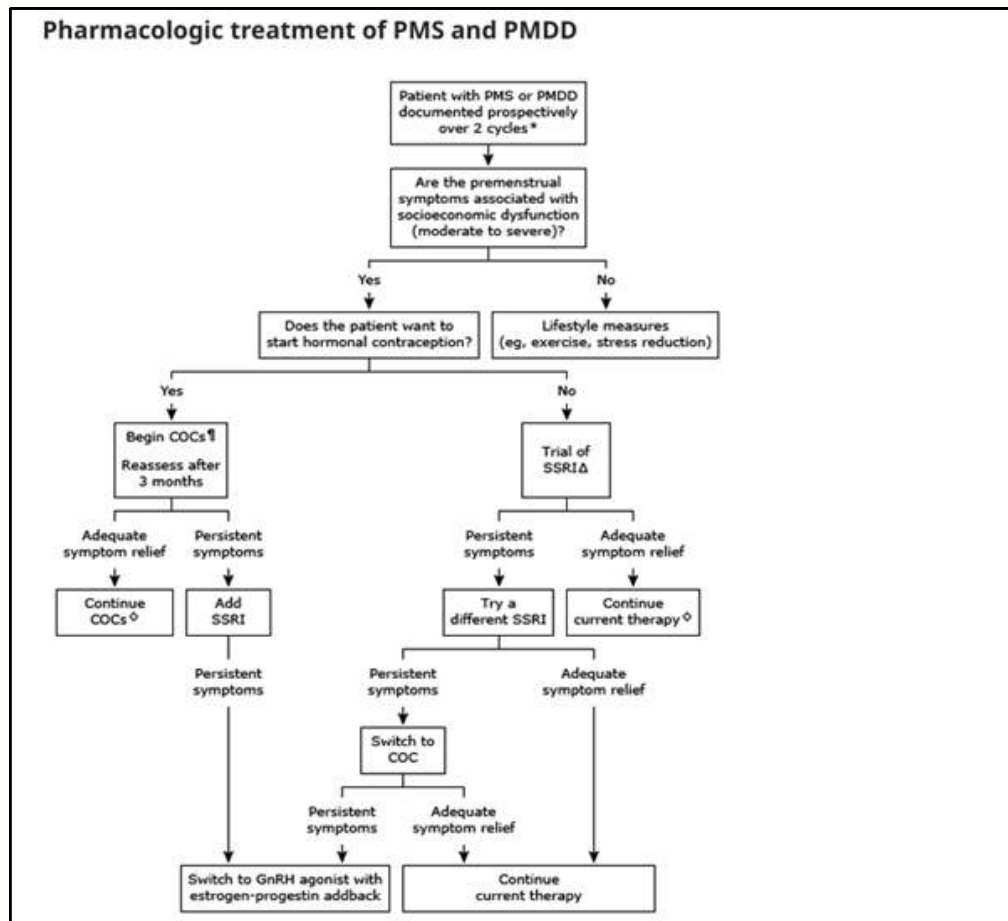 Pharmacologic treatment of PMS and PMDD
Patient with PMS or PMDD
documented prospectively
over 2 cycles*
Are the premenstrual
symptoms associated with
socioeconomic dysfunction
(moderate to severe)?
Yes
No
Does the patient want to
start hormonal contraception?
Lifestyle measures
(eg, exercise, stress reduction)
Yes
No
Begin COCs¶
Reassess after
3 months
Trial of
SSRIΔ
Adequate
symptom relief
Persistent
symptoms
Persistent
symptoms
Adequate
symptom relief
Continue
COCs◊
Add
SSRI
Try a
different SSRI
Continue
current therapy◊
Persistent
symptoms
Persistent
symptoms
Adequate
symptom relief
Switch to
COC
Persistent
symptoms
Adequate
symptom relief
Switch to GnRH agonist with
estrogen-progestin addback
Continue
current therapy